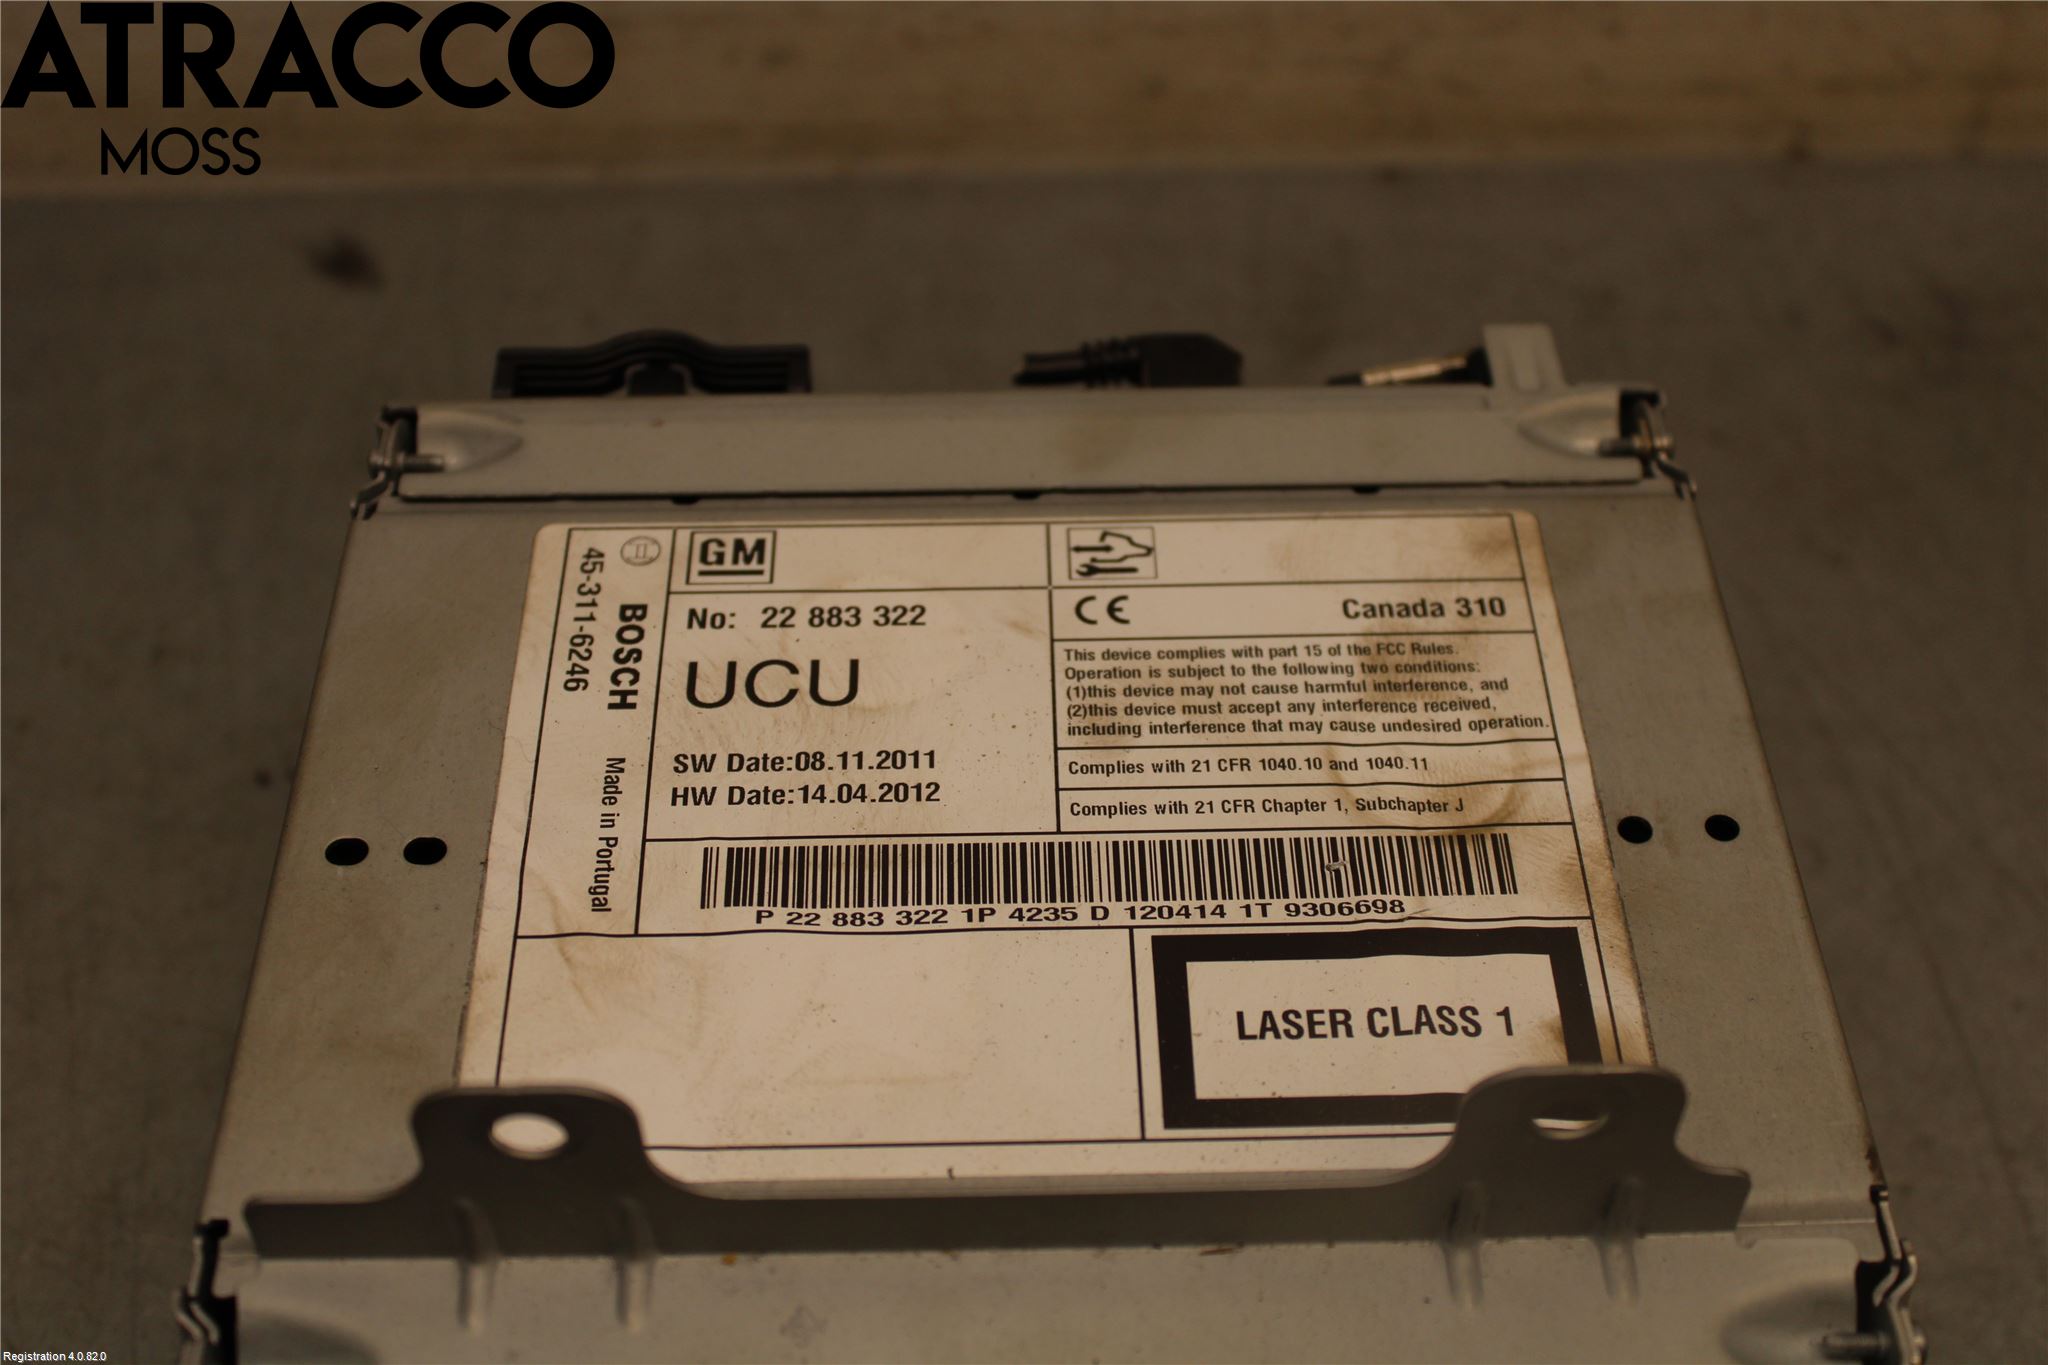 ATRACCO
MOSS
45-311-6246
BOSCH Made in Portugal
GM
No: 22 883 322
UCU
SW Date:08.11.2011
HW Date:14.04.2012
CE Canada 310
This device complies with part 15 of the FCC Rules.
Operation is subject to the following two conditions:
(1)this device may not cause harmful interference, and
(2)this device must accept any interference received,
including interference that may cause undesired operation.
Complies with 21 CFR 1040.10 and 1040.11
Complies with 21 CFR Chapter 1, Subchapter J
P 22 883 322 1P 4235 D 120414 1T 9306698
LASER CLASS 1
Registration 4.0.82.0